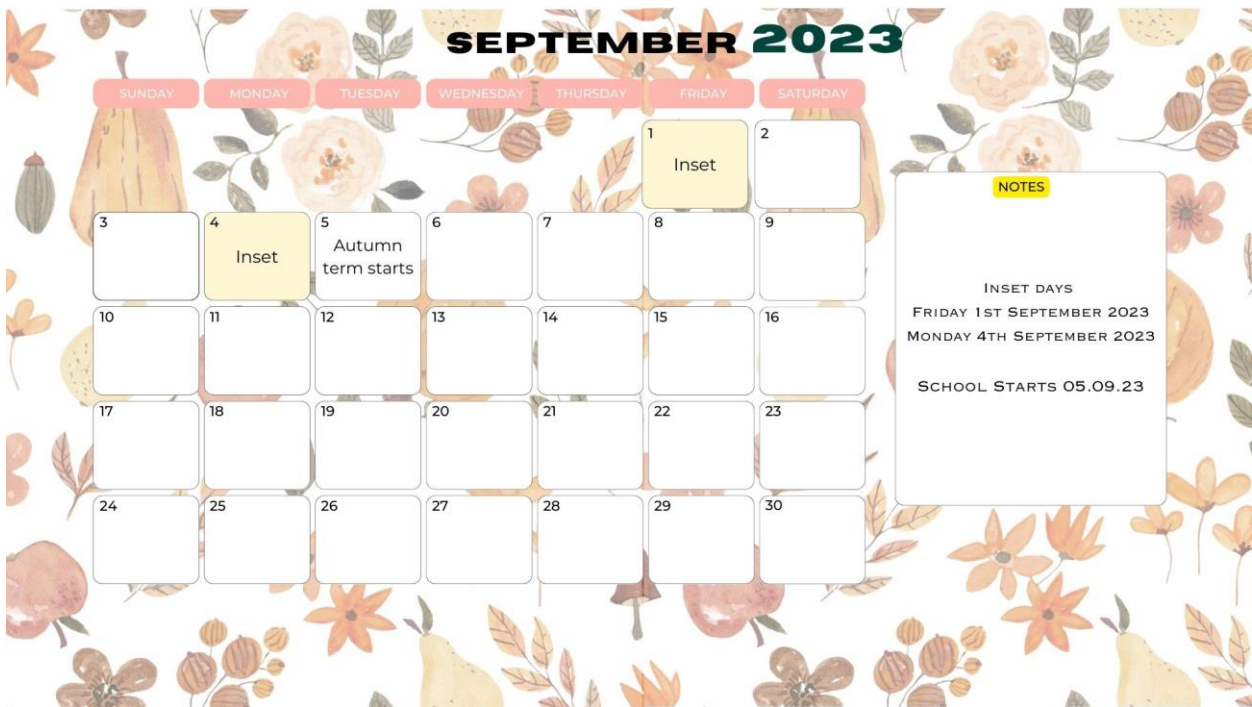 SEPTEMBER 2023
SUNDAY MONDAY TUESDAY WEDNESDAY THURSDAY FRIDAY SATURDAY
1 2
Inset
3 4 5 6 7 8 9
Inset
Autumn
term starts
10 11 12 13 14 15 16
17 18 19 20 21 22 23
24 25 26 27 28 29 30
NOTES
INSET DAYS
FRIDAY 1ST SEPTEMBER 2023
MONDAY 4TH SEPTEMBER 2023
SCHOOL STARTS 05.09.23